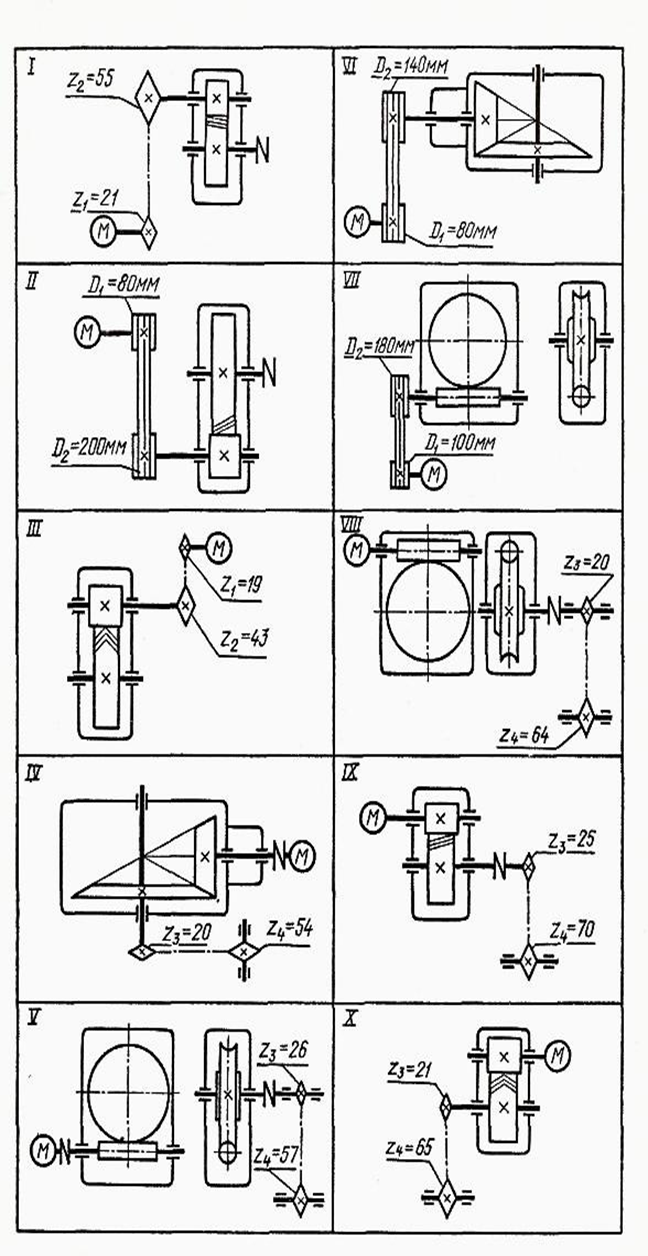 I
Z₂=55
Z₁=21
M
VI
D₂=140мм
M
D₁=80мм
II
D₁=80мм
M
D₂=200мм
VII
D₂=180мм
D₁=100мм
M
III
M
Z₁=19
Z₂=43
VIII
M
Z₃=20
Z₄=64
IV
M
Z₃=20
Z₄=54
IX
M
Z₃=25
Z₄=70
V
Z₃=26
M
Z₄=57
X
M
Z₃=21
Z₄=65